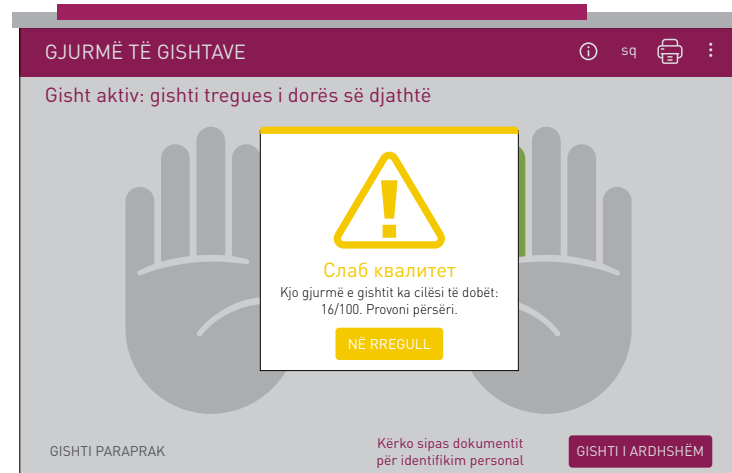 GJURMË TË GISHTAVE
sq
Gisht aktiv: gishti tregues i dorës së djathtë
Слаб квалитет
Kjo gjurmë e gishtit ka cilësi të dobët:
16/100. Provoni përsëri.
NË RREGULL
GISHTI PARAPRAK
Kërko sipas dokumentit
për identifikim personal
GISHTI I ARDHSHËM